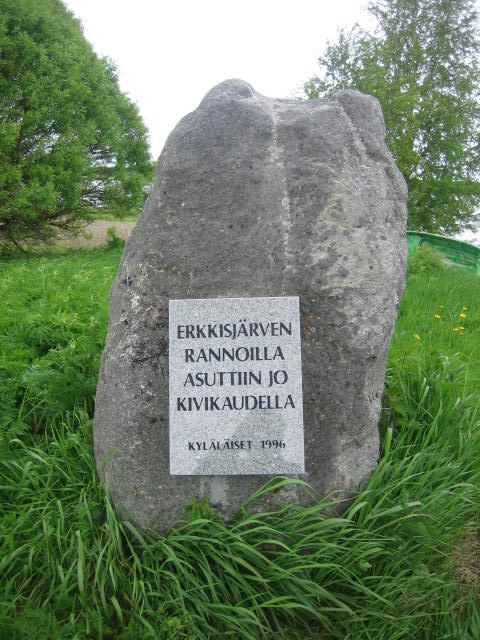 ERKKISJÄRVEN
RANNOILLA
ASUTTIIN JO
KIVIKAUDELLA
KYLÄLÄISET 1996